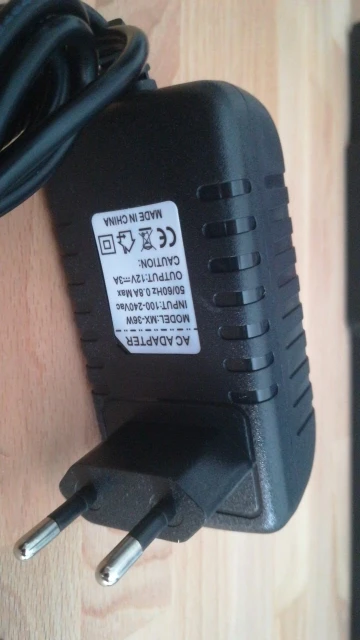 AC ADAPTER
MODEL:MX-36W
INPUT:100-240Vac
50/60Hz 0.8A Max
OUTPUT:12V⎓3A
CAUTION:
CE
MADE IN CHINA